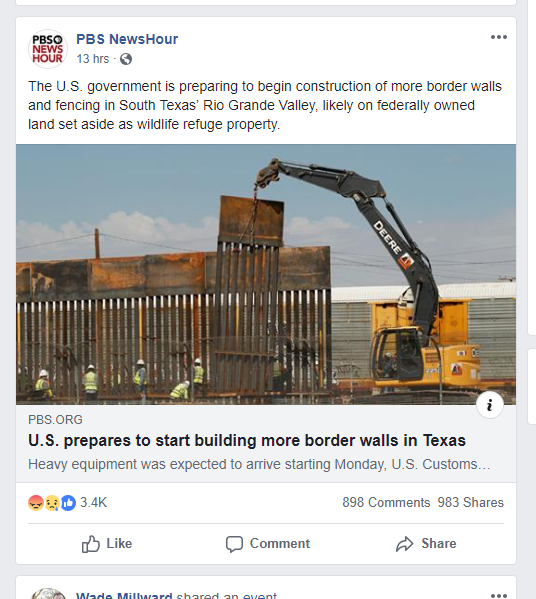 PBS
NEWS
HOUR
PBS NewsHour
13 hrs ·
The U.S. government is preparing to begin construction of more border walls
and fencing in South Texas' Rio Grande Valley, likely on federally owned
land set aside as wildlife refuge property.
DEERE
PBS.ORG
U.S. prepares to start building more border walls in Texas
Heavy equipment was expected to arrive starting Monday, U.S. Customs...
3.4K
898 Comments 983 Shares
Like
Comment
Share
Wade Millward shared an event.